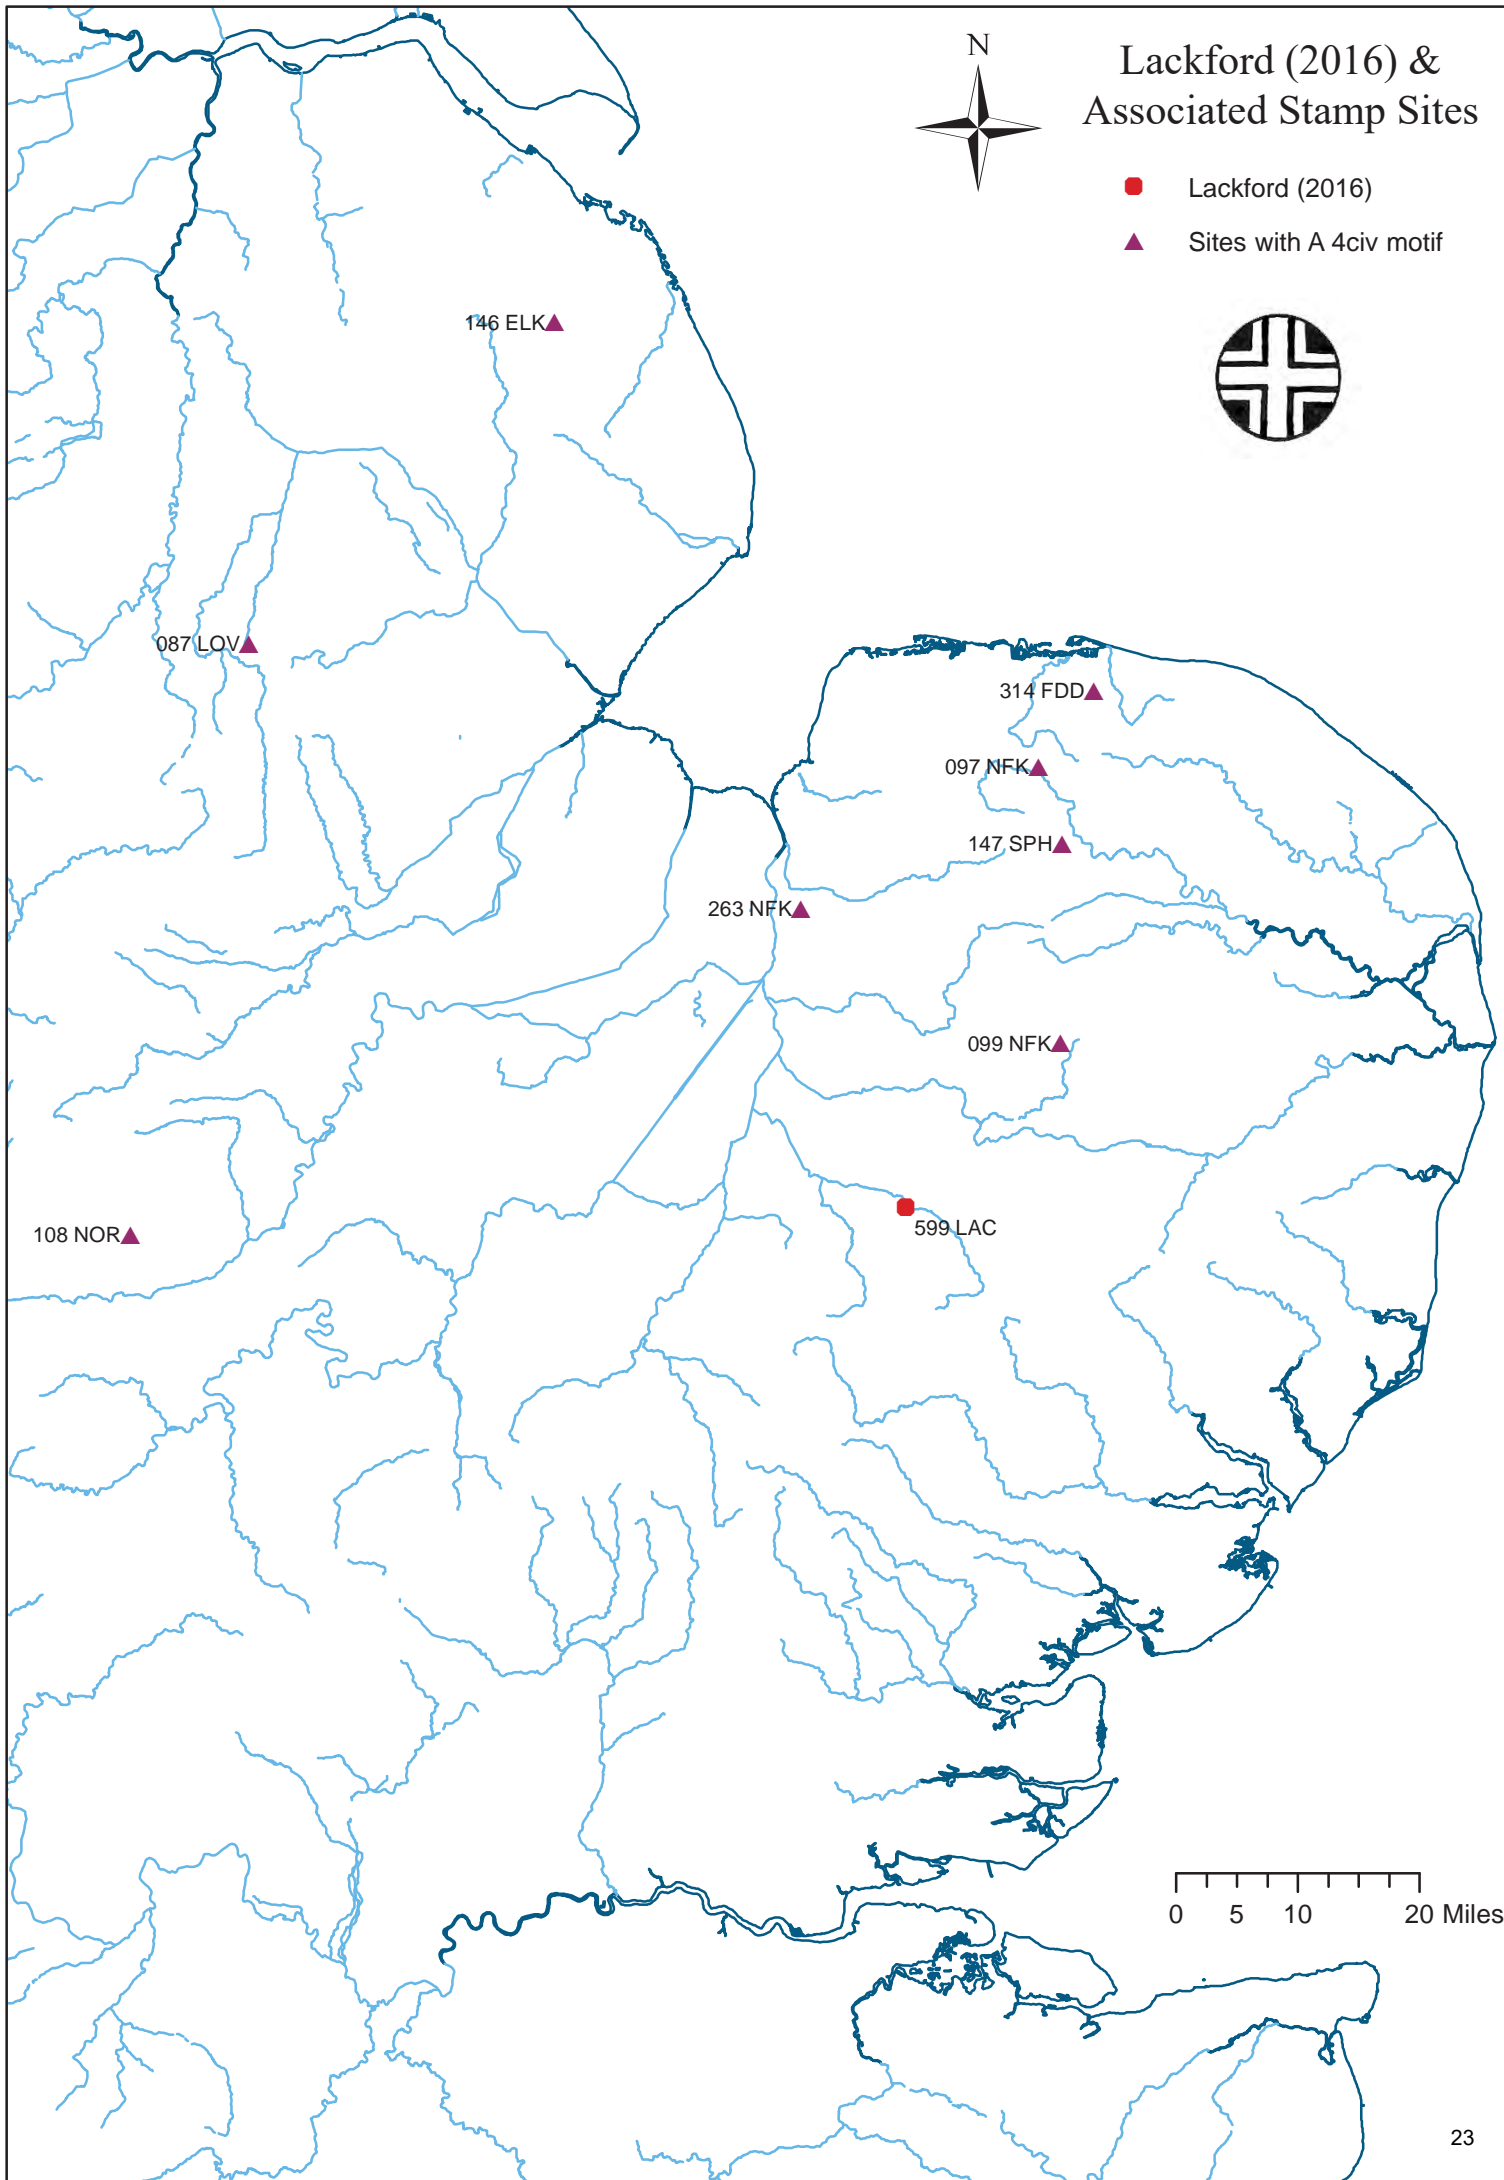 N
Lackford (2016) &
Associated Stamp Sites
Lackford (2016)
Sites with A 4civ motif
146 ELK
087 LOV
314 FDD
097 NFK
147 SPH
263 NFK
099 NFK
599 LAC
108 NOR
0 5 10 20 Miles
23